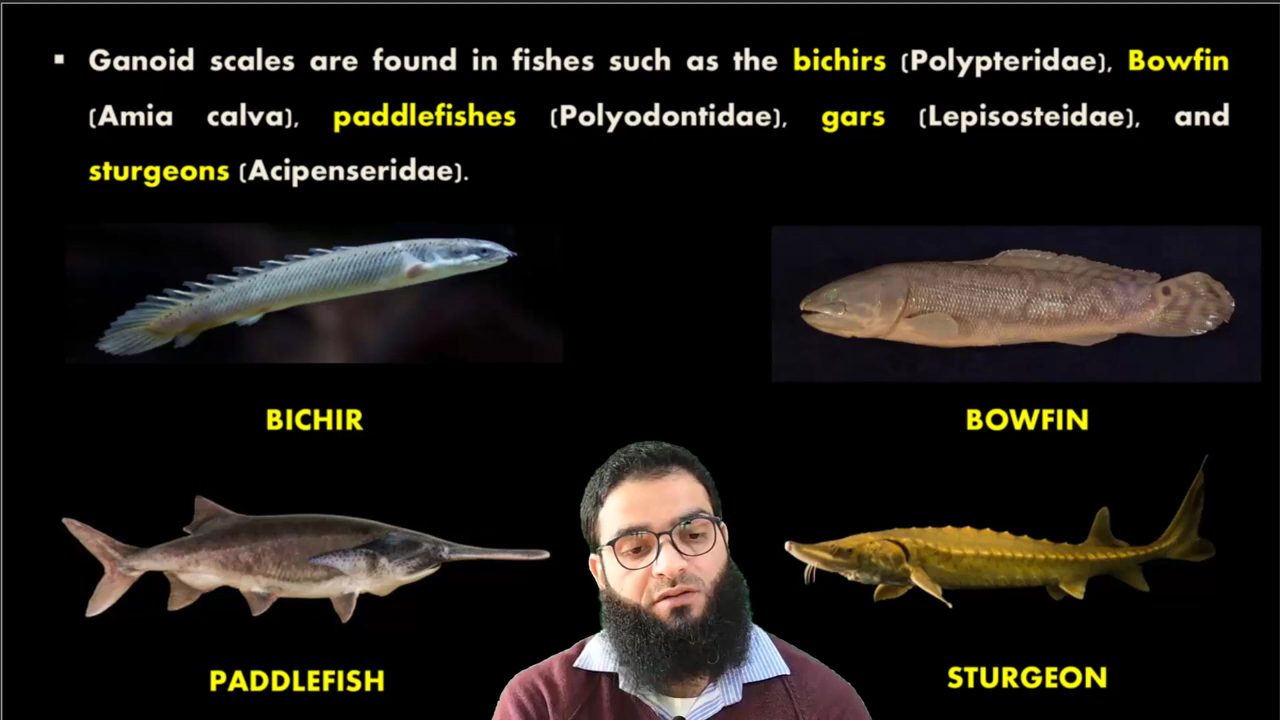 ▪ Ganoid scales are found in fishes such as the bichirs (Polypteridae), Bowfin
(Amia calva), paddlefishes (Polyodontidae), gars (Lepisosteidae), and
sturgeons (Acipenseridae).
BICHIR
BOWFIN
PADDLEFISH
STURGEON